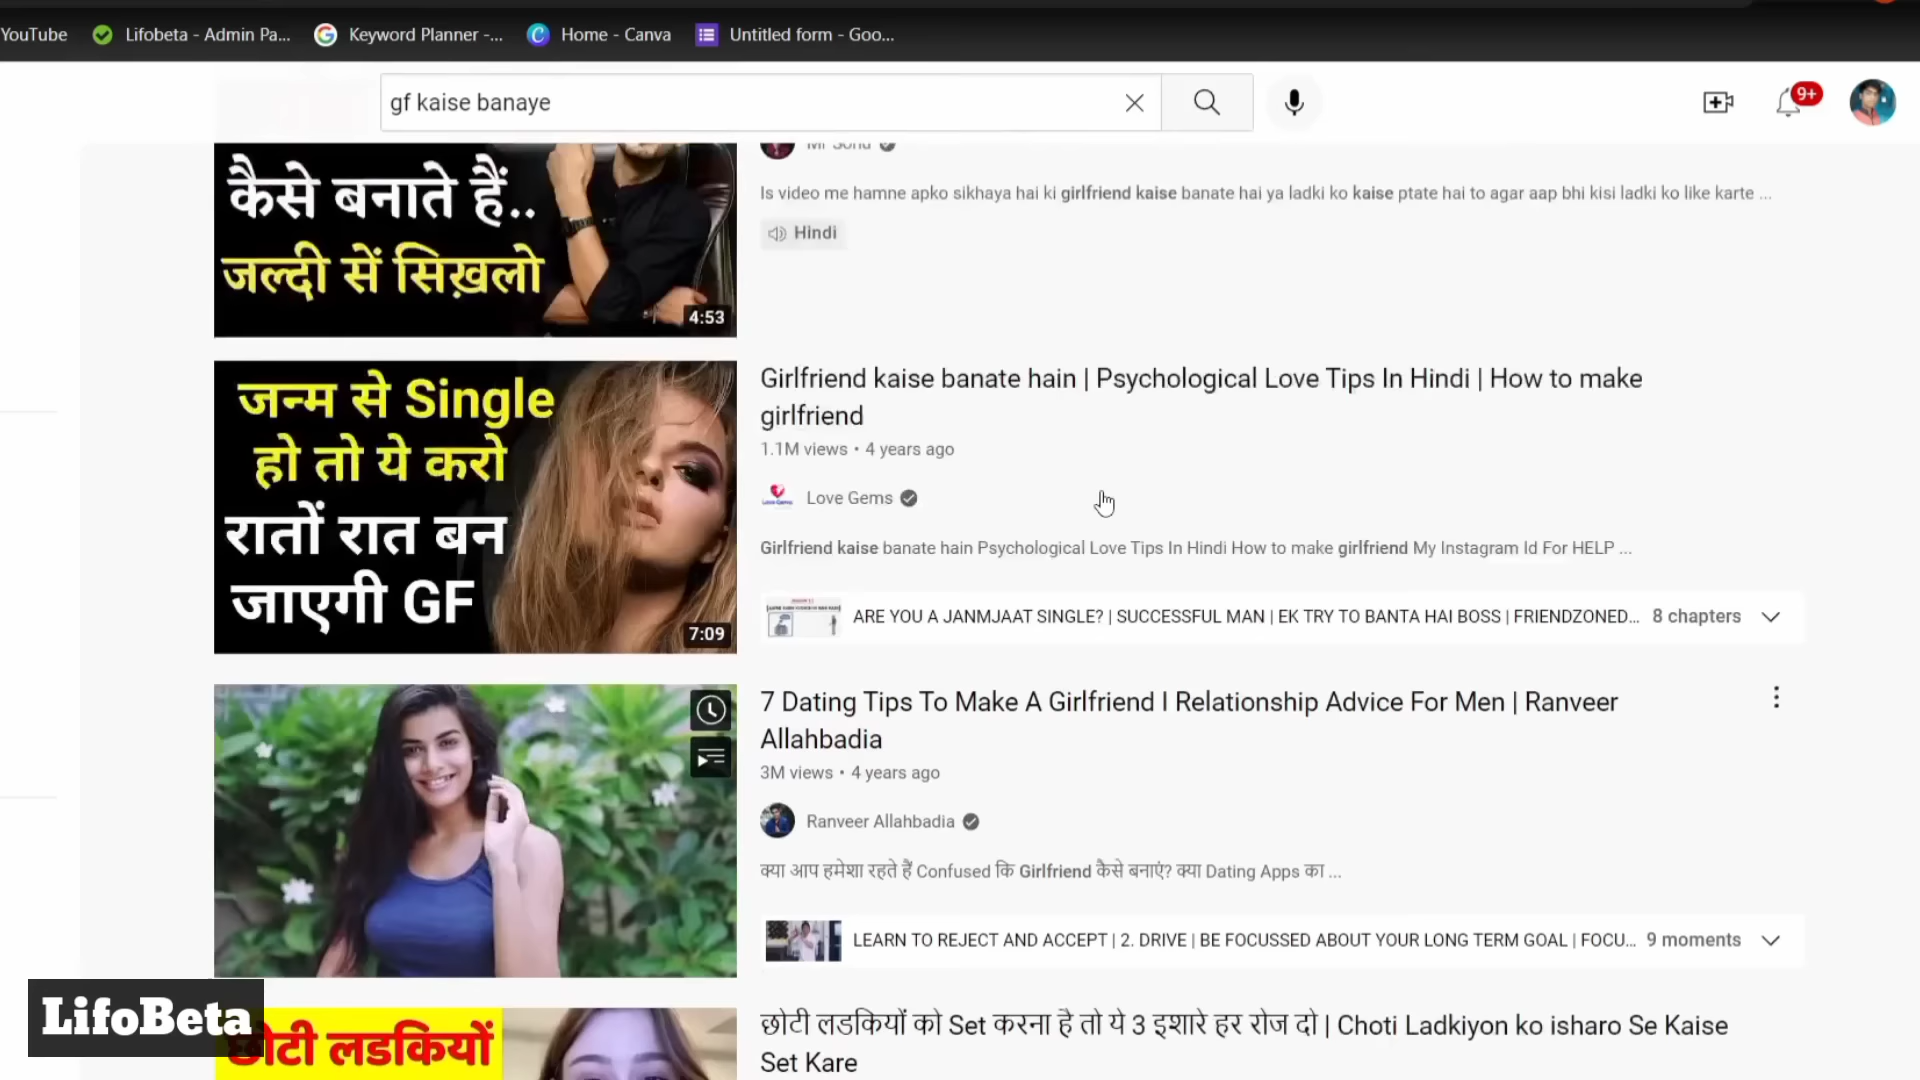 YouTube
Lifobeta - Admin Pa...
Keyword Planner -...
Home - Canva
Untitled form - Goo...
gf kaise banaye
9+
कैसे बनाते हैं..
जल्दी सें सिख़लो
4:53
Mr Sonu
Is video me hamne apko sikhaya hai ki girlfriend kaise banate hai ya ladki ko kaise ptate hai to agar aap bhi kisi ladki ko like karte ...
Hindi
जन्म से Single
हो तो ये करो
रातों रात बन
जाएगी GF
7:09
Girlfriend kaise banate hain | Psychological Love Tips In Hindi | How to make
girlfriend
1.1M views • 4 years ago
Love Gems
Girlfriend kaise banate hain Psychological Love Tips In Hindi How to make girlfriend My Instagram Id For HELP ...
ARE YOU A JANMJAAT SINGLE? | SUCCESSFUL MAN | EK TRY TO BANTA HAI BOSS | FRIENDZONED...
8 chapters
7 Dating Tips To Make A Girlfriend I Relationship Advice For Men | Ranveer
Allahbadia
3M views • 4 years ago
Ranveer Allahbadia
क्या आप हमेशा रहते हैं Confused कि Girlfriend कैसे बनाएं? क्या Dating Apps का ...
LEARN TO REJECT AND ACCEPT | 2. DRIVE | BE FOCUSSED ABOUT YOUR LONG TERM GOAL | FOCU...
9 moments
LifoBeta
छोटी लडकियों
छोटी लडकियों को Set करना है तो ये 3 इशारे हर रोज दो | Choti Ladkiyon ko isharo Se Kaise
Set Kare